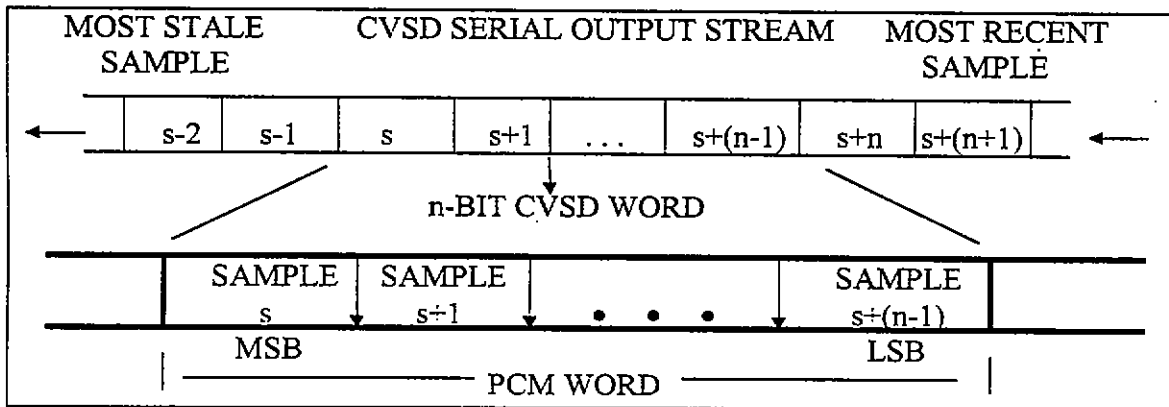 MOST STALE CVSD SERIAL OUTPUT STREAM MOST RECENT
SAMPLE SAMPLE
s-2 s-1 s s+1 ... s+(n-1) s+n s+(n+1)
n-BIT CVSD WORD
SAMPLE SAMPLE SAMPLE
s s+1 • • • s+(n-1)
MSB LSB
PCM WORD